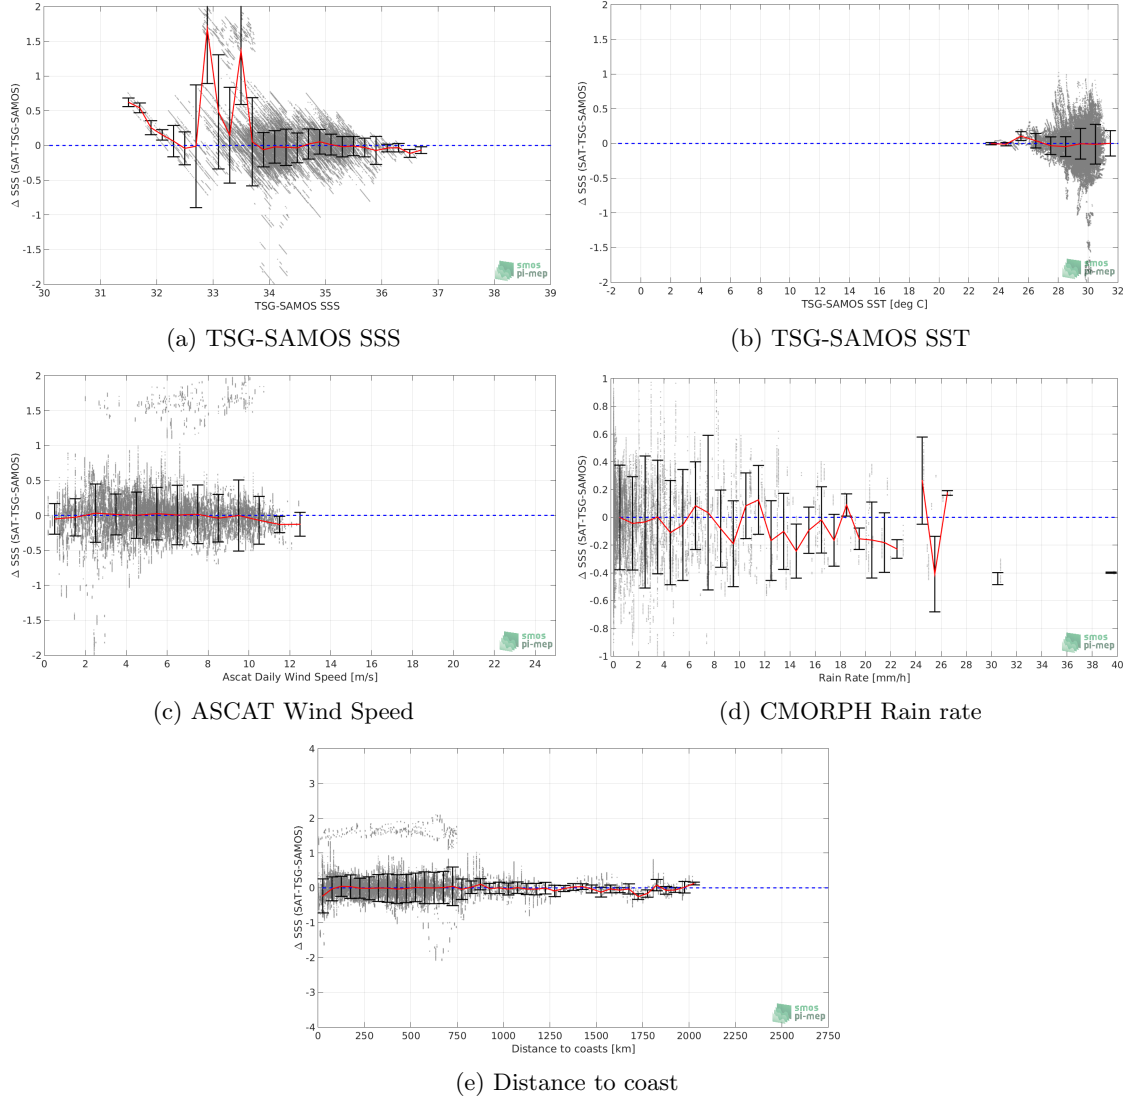 2
1.5
1
0.5
0
-0.5
-1
1.5
-2
Δ SSS (SAT-TSG-SAMOS)
30 31 32 33 34 35 36 37 38 39
TSG-SAMOS SSS
smos
pi-mep
(a) TSG-SAMOS SSS
2
1.5
1
0.5
0
-0.5
-1
-1.5
-2
Δ SSS (SAT-TSG-SAMOS)
-2 0 2 4 6 8 10 12 14 16 18 20 22 24 26 28 30 32
TSG-SAMOS SST [deg C]
smos
pi-mep
(b) TSG-SAMOS SST
2
1.5
1
0.5
0
-0.5
-1
-1.5
-2
Δ SSS (SAT-TSG-SAMOS)
0 2 4 6 8 10 12 14 16 18 20 22 24
Ascat Daily Wind Speed [m/s]
smos
pi-mep
(c) ASCAT Wind Speed
1
0.8
0.6
0.4
0.2
0
-0.2
-0.4
-0.6
-0.8
-1
Δ SSS (SAT-TSG-SAMOS)
0 2 4 6 8 10 12 14 16 18 20 22 24 26 28 30 32 34 36 38 40
Rain Rate [mm/h]
smos
pi-mep
(d) CMORPH Rain rate
4
3
2
1
0
-1
-2
-3
-4
Δ SSS (SAT-TSG-SAMOS)
0 250 500 750 1000 1250 1500 1750 2000 2250 2500 2750
Distance to coasts [km]
smos
pi-mep
(e) Distance to coast